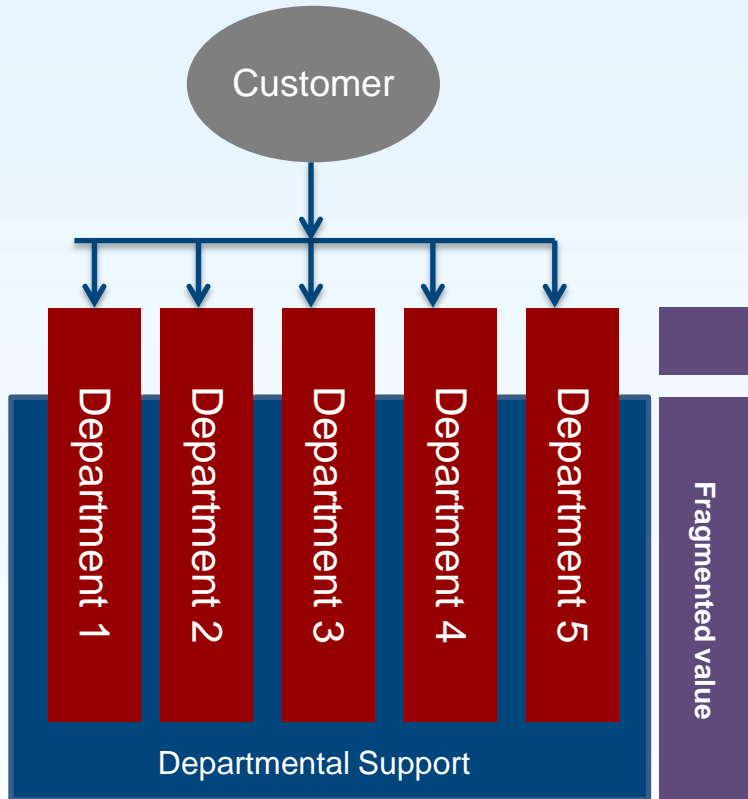 Customer
Department 1
Department 2
Department 3
Department 4
Department 5
Fragmented value
Departmental Support